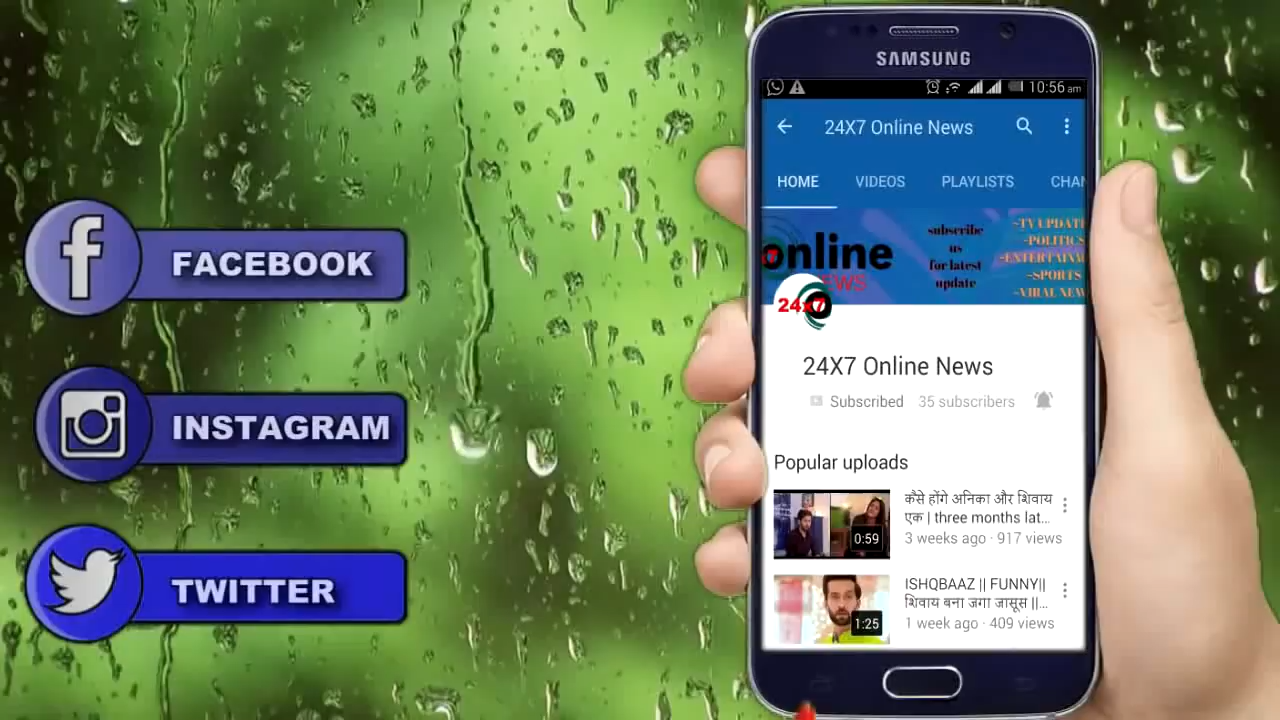 FACEBOOK
INSTAGRAM
TWITTER
SAMSUNG
10:56 am
24X7 Online News
HOME VIDEOS PLAYLISTS CHAN
online
NEWS
24x7
subscribe
us
for latest
update
~TV UPDATE
~POLITICS
~ENTERTAINM
~SPORTS
~VIRAL NEW
24X7 Online News
Subscribed 35 subscribers
Popular uploads
0:59
कैसे होंगे अनिका और शिवाय
एक | three months lat...
3 weeks ago · 917 views
1:25
ISHQBAAZ || FUNNY||
शिवाय बना जगा जासूस ||...
1 week ago · 409 views